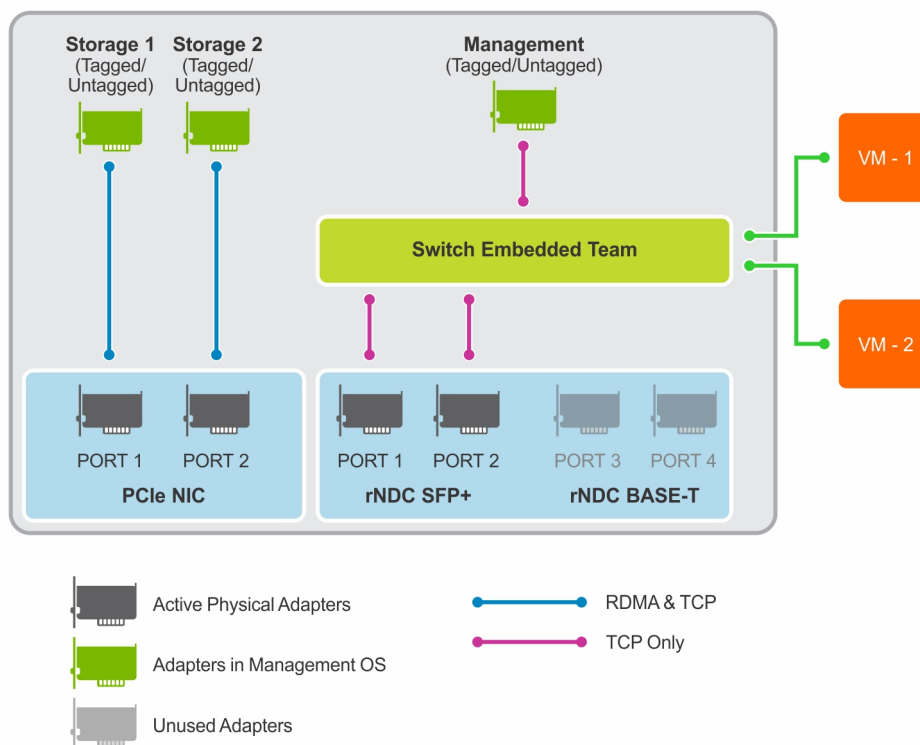 Storage 1
(Tagged/
Untagged)
Storage 2
(Tagged/
Untagged)
Management
(Tagged/Untagged)
VM - 1
Switch Embedded Team
VM - 2
PORT 1
PORT 2
PCIe NIC
PORT 1
PORT 2
PORT 3
PORT 4
rNDC SFP+
rNDC BASE-T
Active Physical Adapters
Adapters in Management OS
Unused Adapters
RDMA & TCP
TCP Only